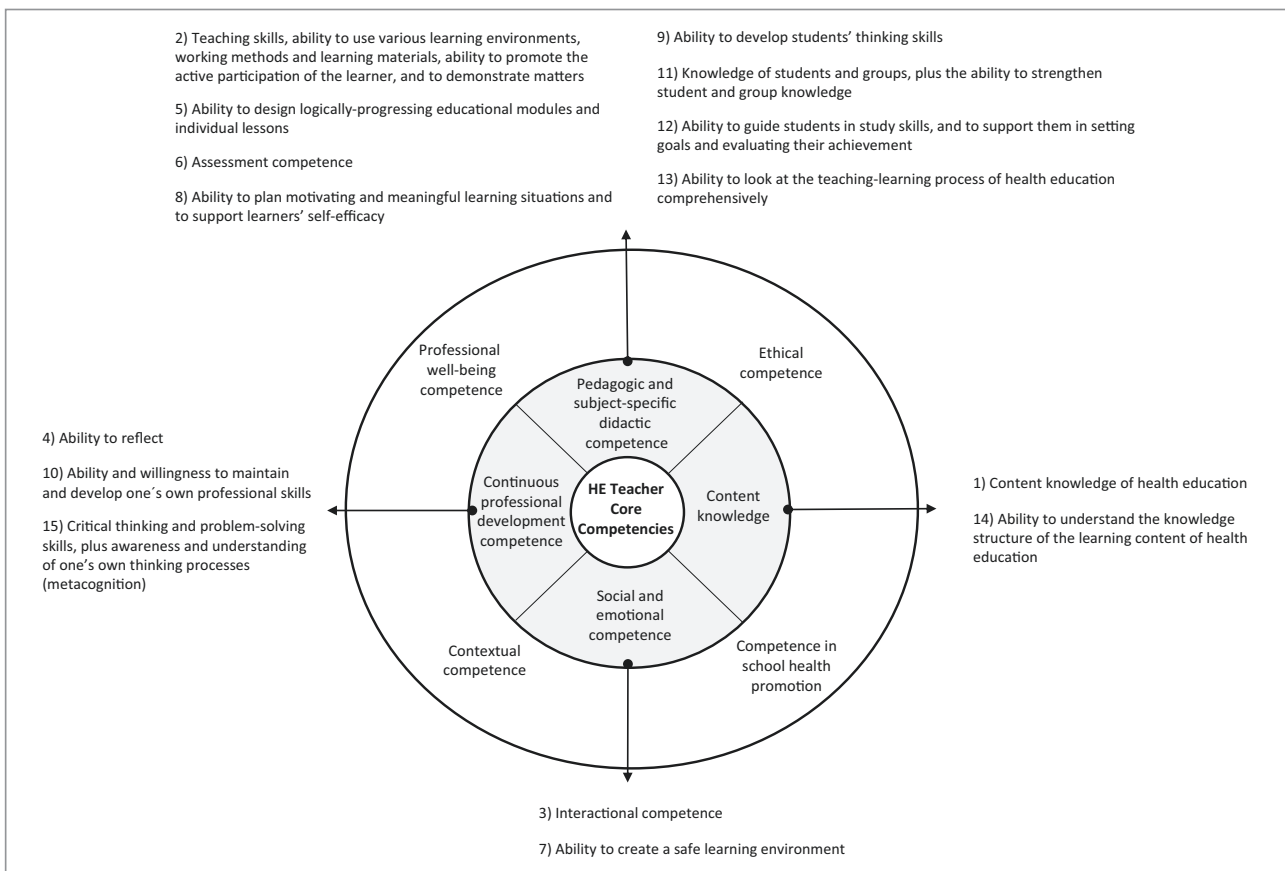 2) Teaching skills, ability to use various learning environments,
working methods and learning materials, ability to promote the
active participation of the learner, and to demonstrate matters
5) Ability to design logically-progressing educational modules and
individual lessons
6) Assessment competence
8) Ability to plan motivating and meaningful learning situations and
to support learners’ self-efficacy
9) Ability to develop students’ thinking skills
11) Knowledge of students and groups, plus the ability to strengthen
student and group knowledge
12) Ability to guide students in study skills, and to support them in setting
goals and evaluating their achievement
13) Ability to look at the teaching-learning process of health education
comprehensively
Professional
well-being
competence
Ethical
competence
Pedagogic and
subject-specific
didactic
competence
4) Ability to reflect
10) Ability and willingness to maintain
and develop one´s own professional skills
15) Critical thinking and problem-solving
skills, plus awareness and understanding
of one’s own thinking processes
(metacognition)
Continuous
professional
development
competence
HE Teacher
Core
Competencies
Content
knowledge
1) Content knowledge of health education
14) Ability to understand the knowledge
structure of the learning content of health
education
Social and
emotional
competence
Contextual
competence
Competence in
school health
promotion
3) Interactional competence
7) Ability to create a safe learning environment